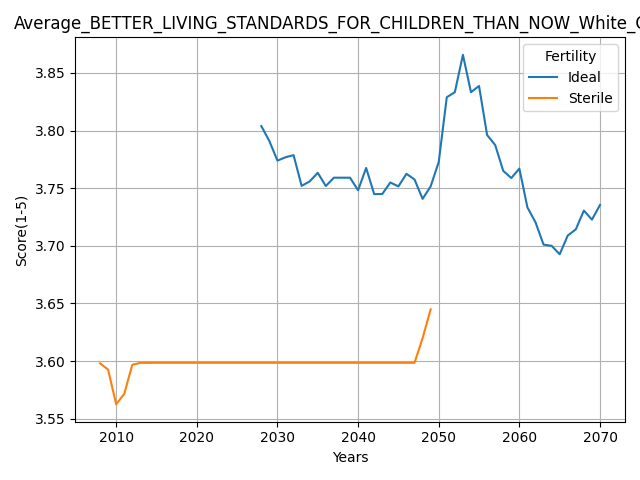 Average_BETTER_LIVING_STANDARDS_FOR_CHILDREN_THAN_NOW_White_
Fertility
Ideal
Sterile
Score(1-5)
3.85
3.80
3.75
3.70
3.65
3.60
3.55
2010 2020 2030 2040 2050 2060 2070
Years